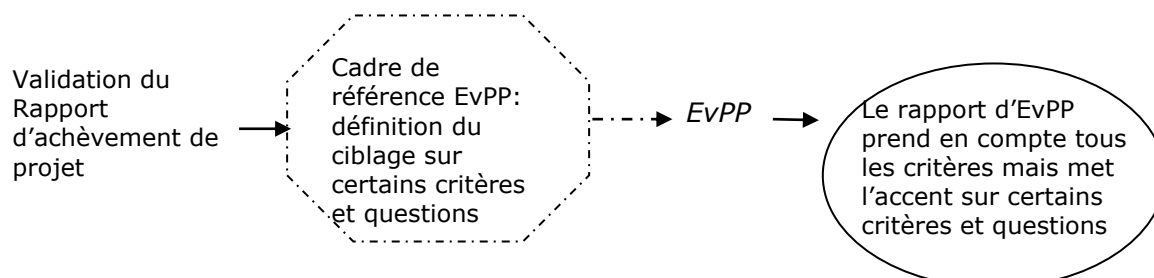 Validation du
Rapport
d’achèvement de
projet
Cadre de
référence EvPP:
définition du
ciblage sur
certains critères
et questions
EvPP
Le rapport d’EvPP
prend en compte tous
les critères mais met
l’accent sur certains
critères et questions